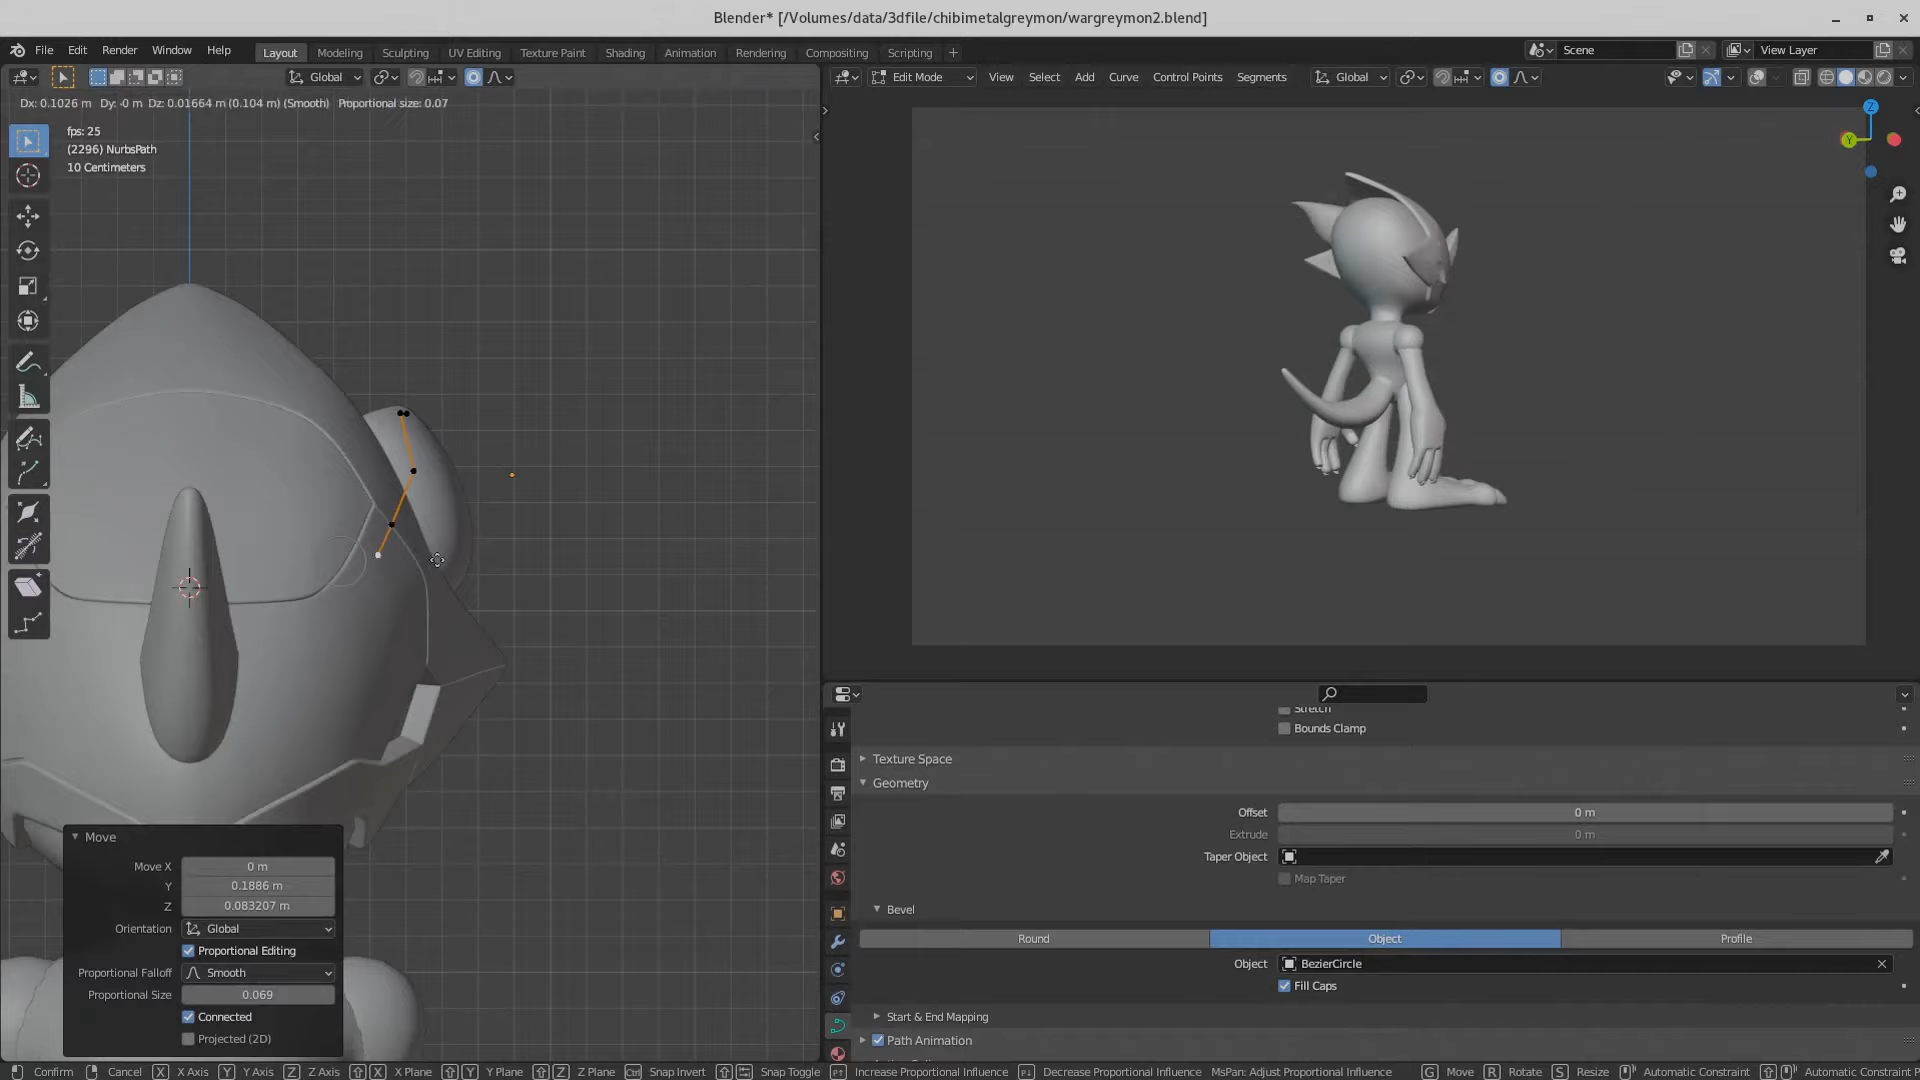 Blender* [/Volumes/data/3dfile/chibimetalgreymon/wargreymon2.blend]
File Edit Render Window Help
Layout Modeling Sculpting UV Editing Texture Paint Shading Animation Rendering Compositing Scripting +
Scene
View Layer
Global
Edit Mode View Select Add Curve Control Points Segments Global
Dx: 0.1026 m Dy: -0 m Dz: 0.01664 m (0.104 m) (Smooth) Proportional size: 0.07
fps: 25
(2296) NurbsPath
10 Centimeters
Z
Y
Stretch
Bounds Clamp
Texture Space
Geometry
Offset 0 m
Extrude 0 m
Taper Object
Map Taper
Bevel
Round Object Profile
Object BezierCircle
Fill Caps
Start & End Mapping
Path Animation
Move
Move X 0 m
Y 0.1886 m
Z 0.083207 m
Orientation Global
Proportional Editing
Proportional Falloff Smooth
Proportional Size 0.069
Connected
Projected (2D)
Confirm Cancel X X Axis Y Y Axis Z Z Axis X X Plane Y Y Plane Z Z Plane Ctrl Snap Invert Snap Toggle Increase Proportional Influence Decrease Proportional Influence MsPan: Adjust Proportional Influence G Move R Rotate S Resize Automatic Constraint Automatic Constraint P